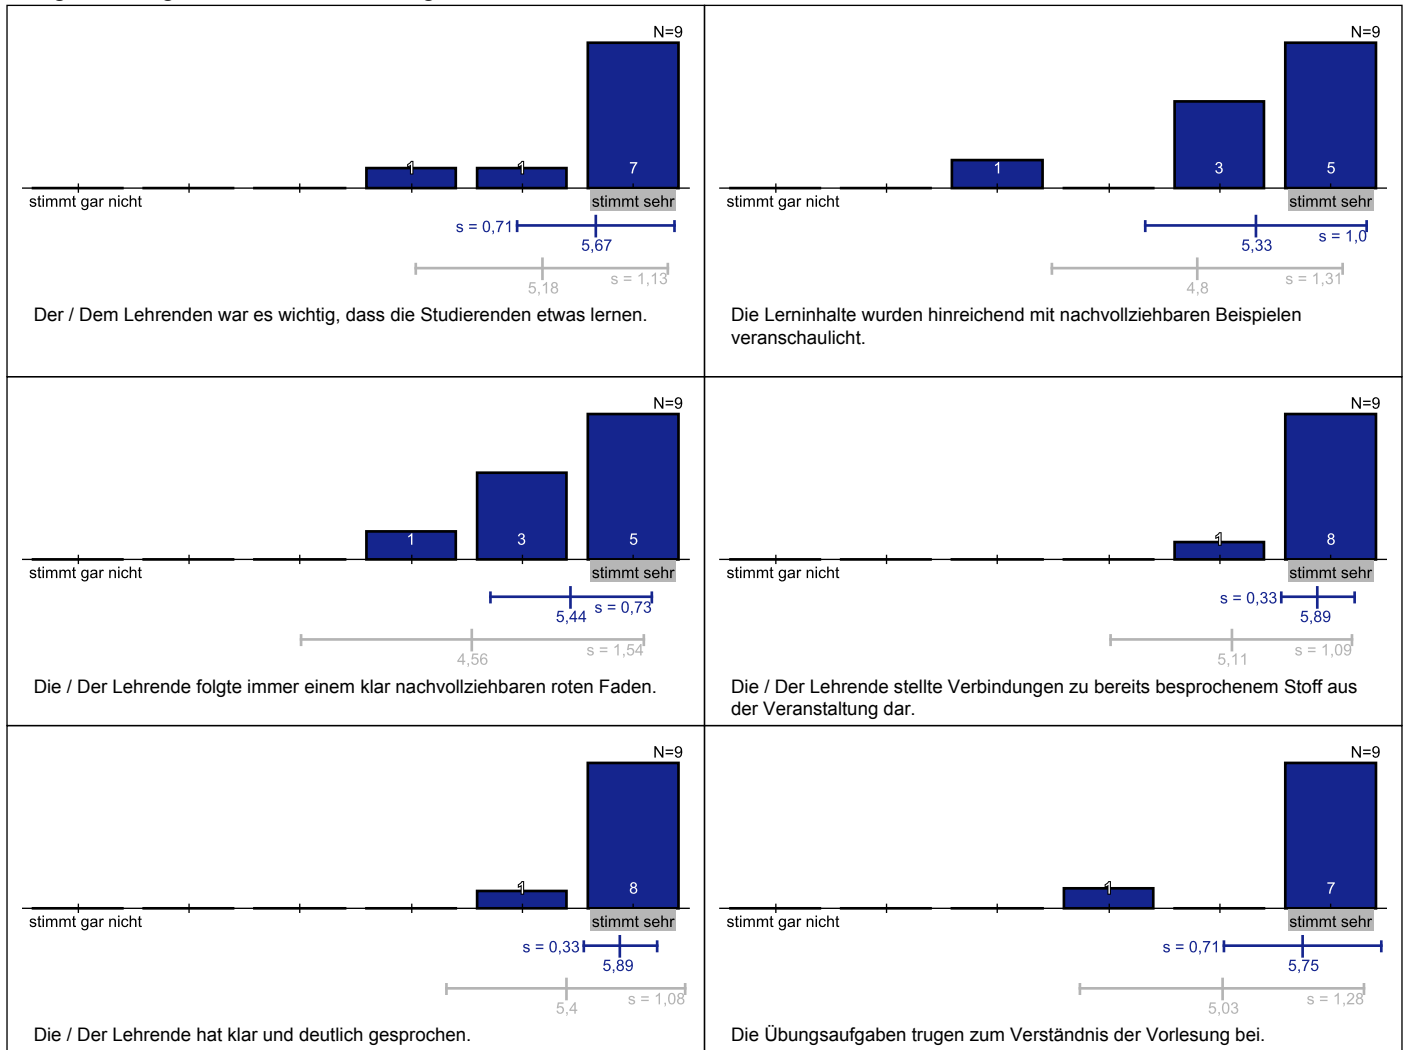 N=9
1
1
7
stimmt gar nicht
stimmt sehr
s = 0,71
5,67
s = 1,13
5,18
Der / Dem Lehrenden war es wichtig, dass die Studierenden etwas lernen.
N=9
1
3
5
stimmt gar nicht
stimmt sehr
s = 1,0
5,33
s = 1,31
4,8
Die Lerninhalte wurden hinreichend mit nachvollziehbaren Beispielen
veranschaulicht.
N=9
1
3
5
stimmt gar nicht
stimmt sehr
s = 0,73
5,44
s = 1,54
4,56
Die / Der Lehrende folgte immer einem klar nachvollziehbaren roten Faden.
N=9
1
8
stimmt gar nicht
stimmt sehr
s = 0,33
5,89
s = 1,09
5,11
Die / Der Lehrende stellte Verbindungen zu bereits besprochenem Stoff aus
der Veranstaltung dar.
N=9
1
8
stimmt gar nicht
stimmt sehr
s = 0,33
5,89
s = 1,08
5,4
Die / Der Lehrende hat klar und deutlich gesprochen.
N=9
1
7
stimmt gar nicht
stimmt sehr
s = 0,71
5,75
s = 1,28
5,03
Die Übungsaufgaben trugen zum Verständnis der Vorlesung bei.